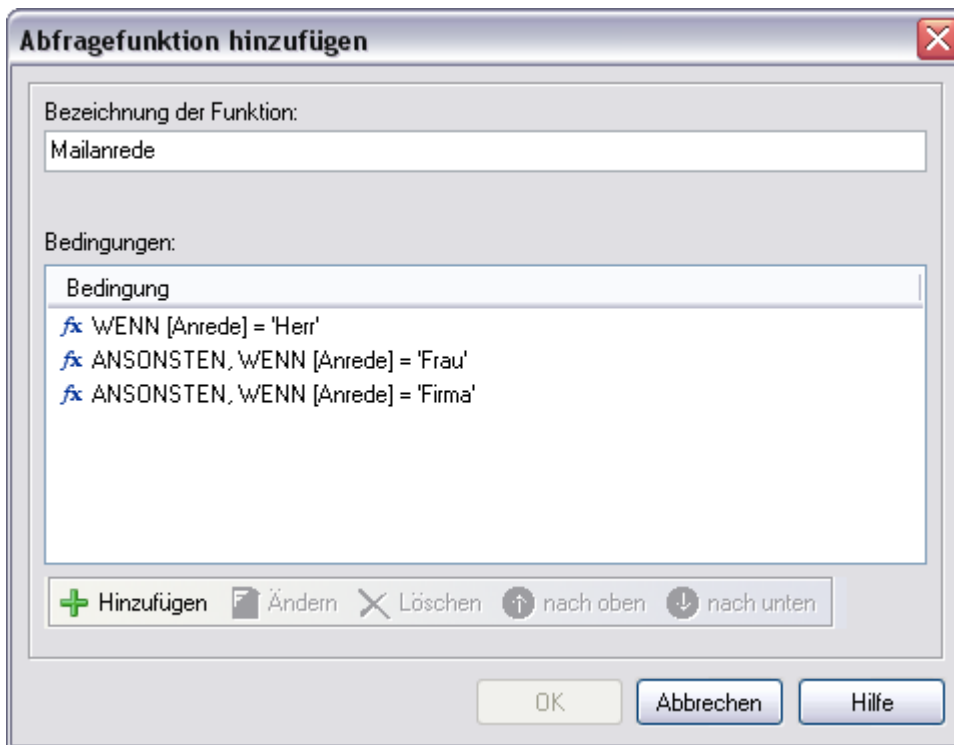 Abfragefunktion hinzufügen
Bezeichnung der Funktion:
Mailanrede
Bedingungen:
Bedingung
fx WENN [Anrede] = 'Herr'
fx ANSONSTEN, WENN [Anrede] = 'Frau'
fx ANSONSTEN, WENN [Anrede] = 'Firma'
Hinzufügen Ändern Löschen nach oben nach unten
OK Abbrechen Hilfe